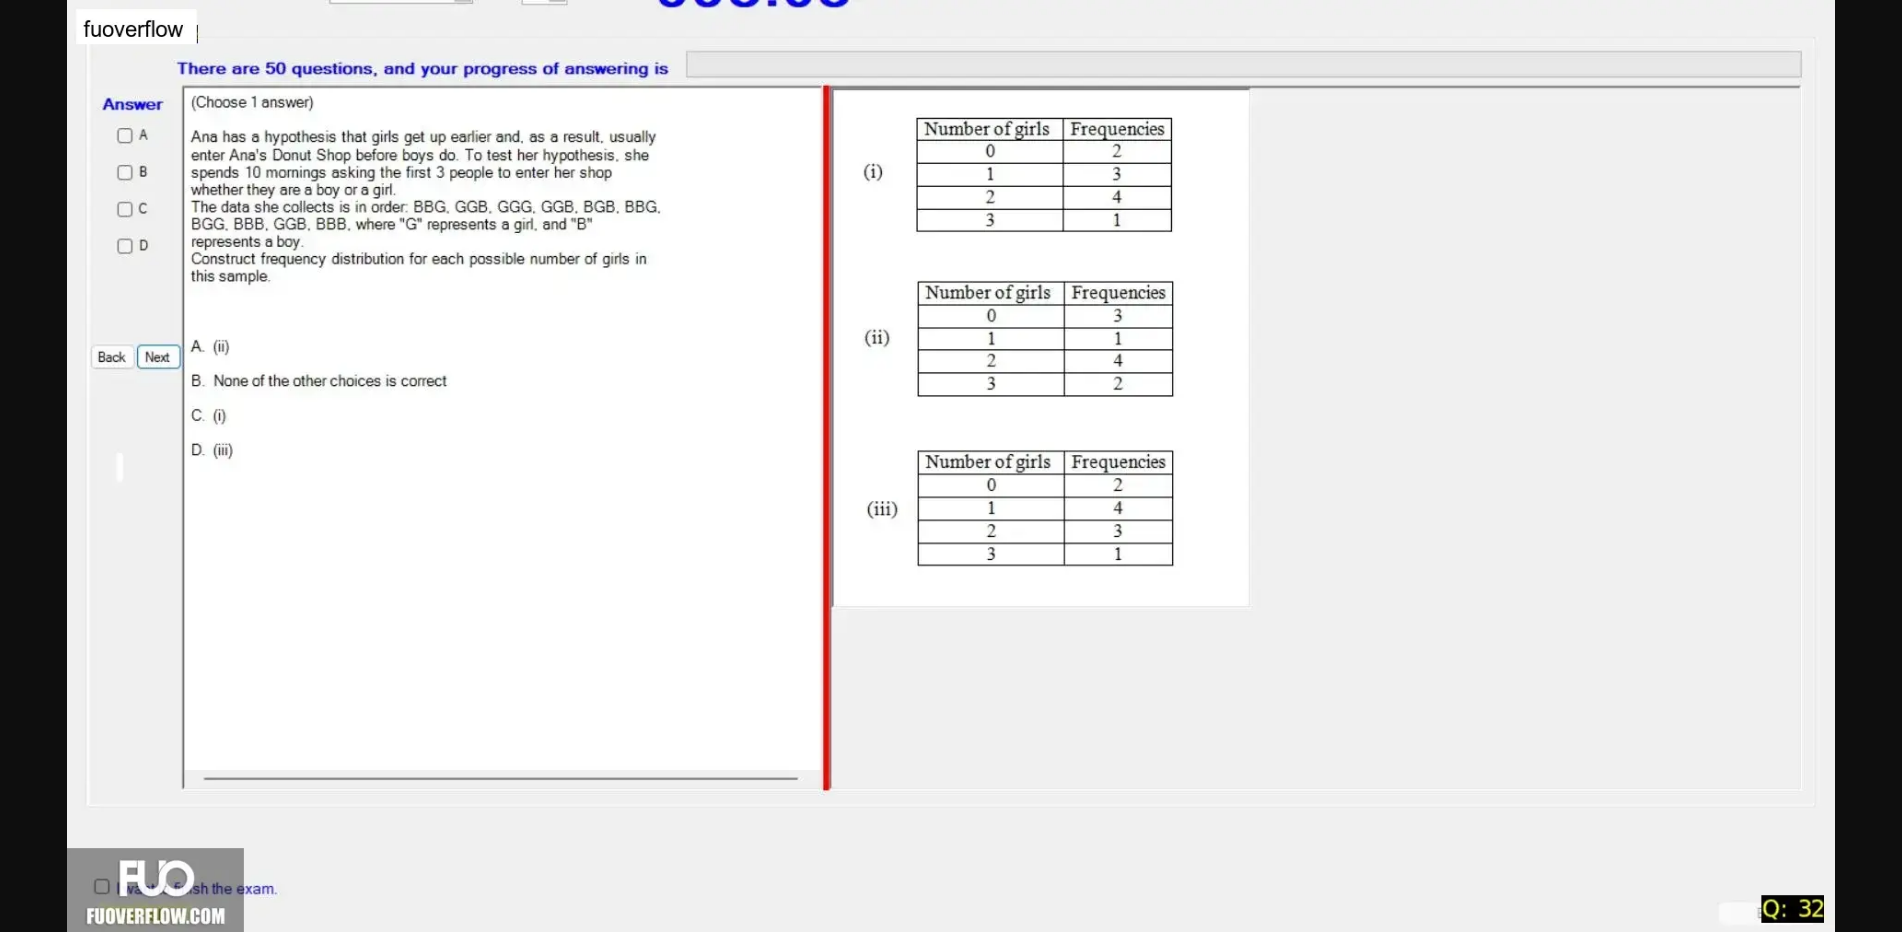 fuoverflow
There are 50 questions, and your progress of answering is
Answer
A
B
C
D
Back Next
(Choose 1 answer)
Ana has a hypothesis that girls get up earlier and, as a result, usually
enter Ana's Donut Shop before boys do. To test her hypothesis, she
spends 10 mornings asking the first 3 people to enter her shop
whether they are a boy or a girl.
The data she collects is in order: BBG, GGB, GGG, GGB, BGB, BBG,
BGG, BBB, GGB, BBB, where "G" represents a girl, and "B"
represents a boy.
Construct frequency distribution for each possible number of girls in
this sample.
A. (ii)
B. None of the other choices is correct
C. (i)
D. (iii)
(i)
Number of girls Frequencies
0 2
1 3
2 4
3 1
(ii)
Number of girls Frequencies
0 3
1 1
2 4
3 2
(iii)
Number of girls Frequencies
0 2
1 4
2 3
3 1
FUO
the exam.
FUOVERFLOW.COM
Q: 32